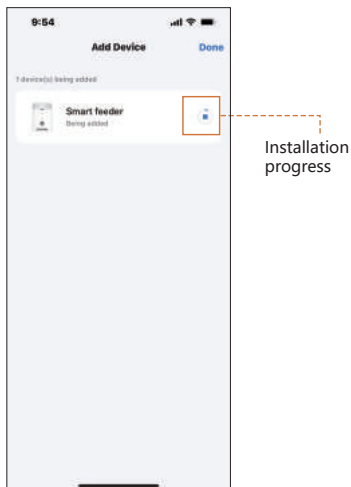 9:54
Add Device
Done
1 device(s) being added
Smart feeder
Being added
Installation
progress